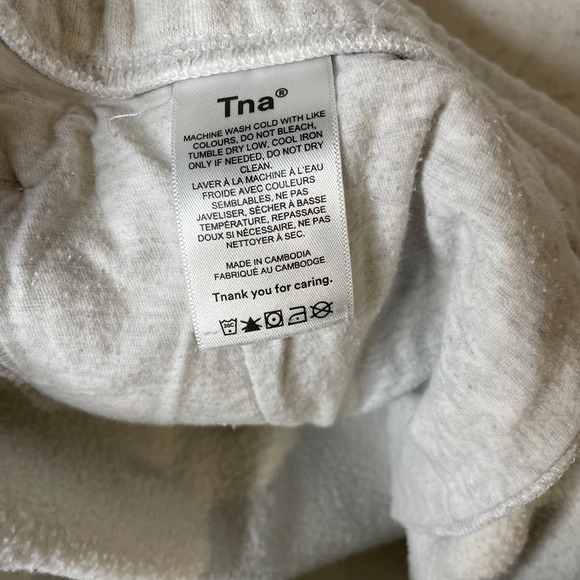 Tna®
MACHINE WASH COLD WITH LIKE
COLOURS, DO NOT BLEACH,
TUMBLE DRY LOW, COOL IRON
ONLY IF NEEDED, DO NOT DRY
CLEAN.
LAVER À LA MACHINE À L'EAU
FROIDE AVEC COULEURS
SEMBLABLES, NE PAS
JAVELISER, SÉCHER À BASSE
TEMPÉRATURE, REPASSAGE
DOUX SI NÉCESSAIRE, NE PAS
NETTOYER À SEC.
MADE IN CAMBODIA
FABRIQUÉ AU CAMBODGE
Tnank you for caring.
30C